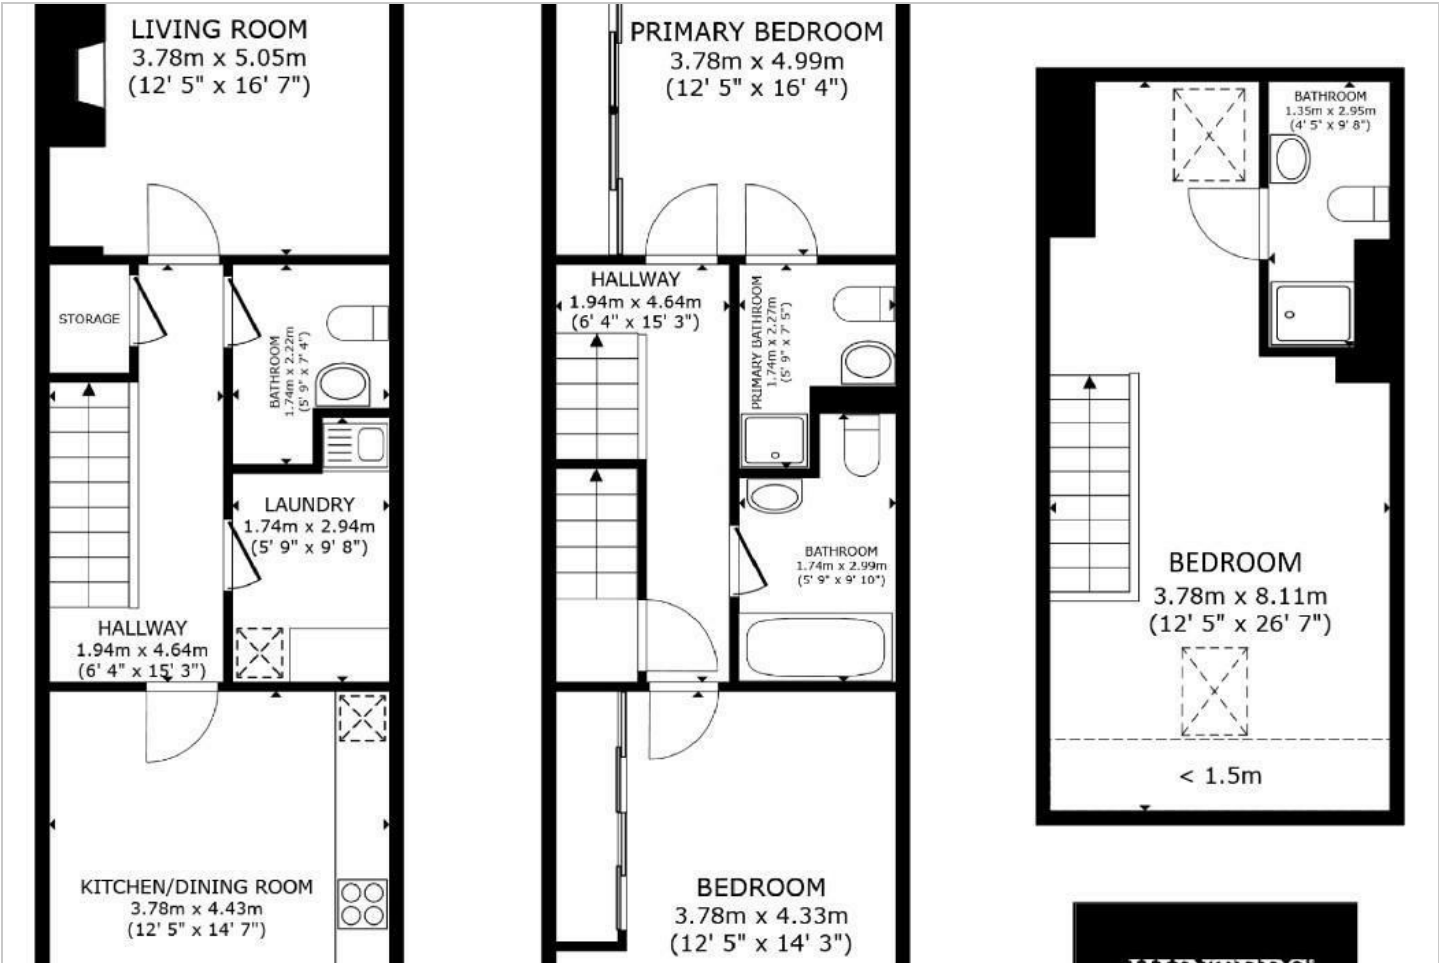 LIVING ROOM
3.78m x 5.05m
(12' 5" x 16' 7")
STORAGE
BATHROOM
1.74m x 2.22m
(5' 9" x 7' 4")
LAUNDRY
1.74m x 2.94m
(5' 9" x 9' 8")
HALLWAY
1.94m x 4.64m
(6' 4" x 15' 3")
KITCHEN/DINING ROOM
3.78m x 4.43m
(12' 5" x 14' 7")
PRIMARY BEDROOM
3.78m x 4.99m
(12' 5" x 16' 4")
HALLWAY
1.94m x 4.64m
(6' 4" x 15' 3")
PRIMARY BATHROOM
1.74m x 2.27m
(5' 9" x 7' 5")
BATHROOM
1.74m x 2.99m
(5' 9" x 9' 10")
BEDROOM
3.78m x 4.33m
(12' 5" x 14' 3")
BATHROOM
1.35m x 2.95m
(4' 5" x 9' 8")
BEDROOM
3.78m x 8.11m
(12' 5" x 26' 7")
< 1.5m